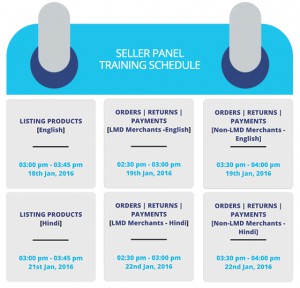 SELLER PANEL
TRAINING SCHEDULE
LISTING PRODUCTS
[English]
03:00 pm - 03:45 pm
18th Jan, 2016
ORDERS | RETURNS |
PAYMENTS
[LMD Merchants -English]
02:30 pm - 03:00 pm
19th Jan, 2016
ORDERS | RETURNS |
PAYMENTS
[Non-LMD Merchants -
English]
03:30 pm - 04:00 pm
19th Jan, 2016
LISTING PRODUCTS
[Hindi]
03:00 pm - 03:45 pm
21st Jan, 2016
ORDERS | RETURNS |
PAYMENTS
[LMD Merchants - Hindi]
02:30 pm - 03:00 pm
22nd Jan, 2016
ORDERS | RETURNS |
PAYMENTS
[Non-LMD Merchants -
Hindi]
03:30 pm - 04:00 pm
22nd Jan, 2016